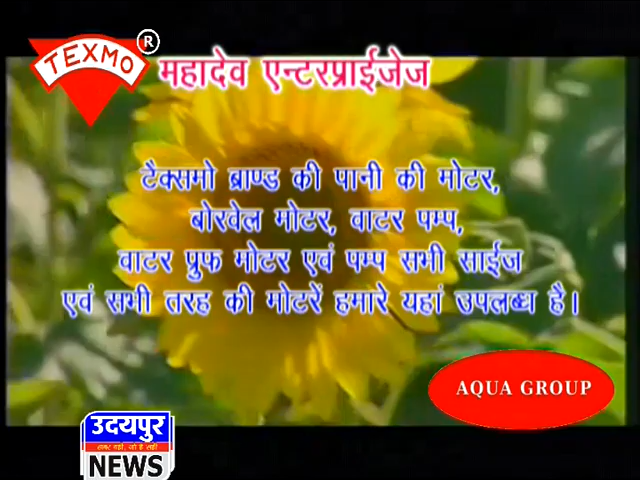 TEXMO ®
महादेव एन्टरप्राईजेज
टैक्समो ब्राण्ड की पानी की मोटर,
बोरवेल मोटर, वाटर पम्प,
वाटर प्रुफ मोटर एवं पम्प सभी साईज
एवं सभी तरह की मोटरें हमारे यहां उपलब्ध है।
AQUA GROUP
उदयपुर
NEWS